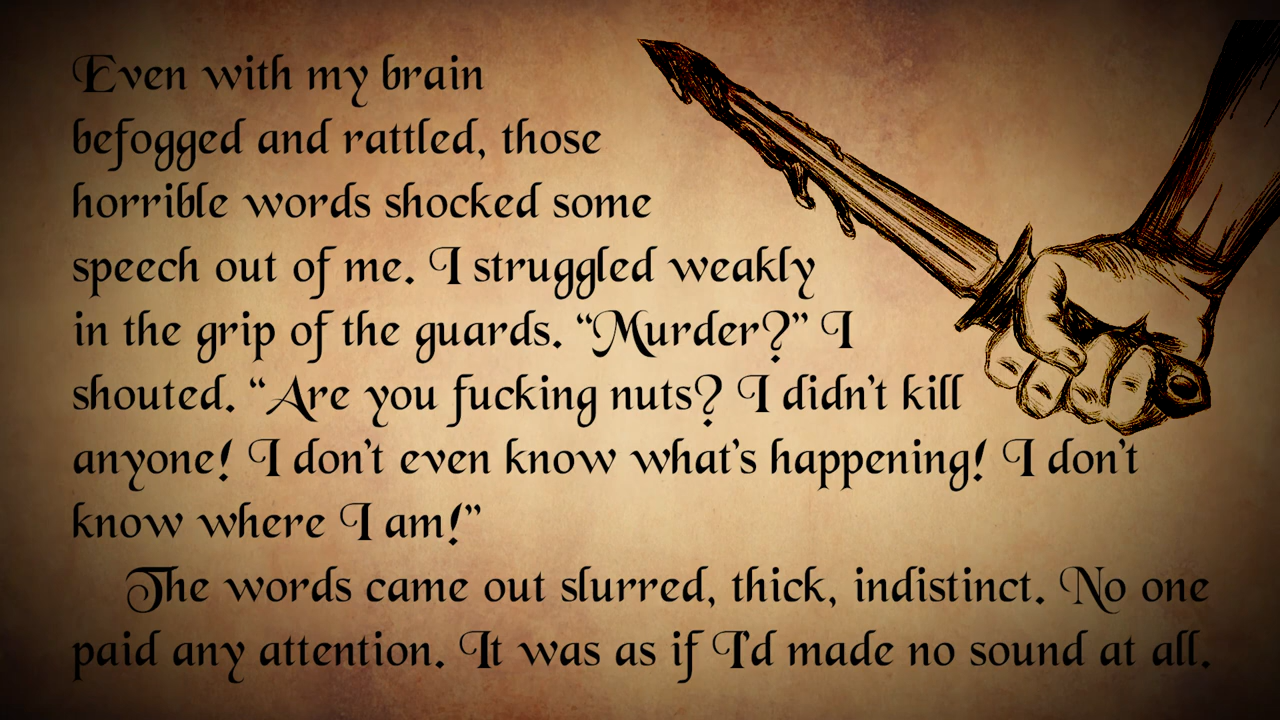 Even with my brain
befogged and rattled, those
horrible words shocked some
speech out of me. I struggled weakly
in the grip of the guards. “Murder?” I
shouted. “Are you fucking nuts? I didn’t kill
anyone! I don’t even know what’s happening! I don’t
know where I am!”
The words came out slurred, thick, indistinct. No one
paid any attention. It was as if I’d made no sound at all.